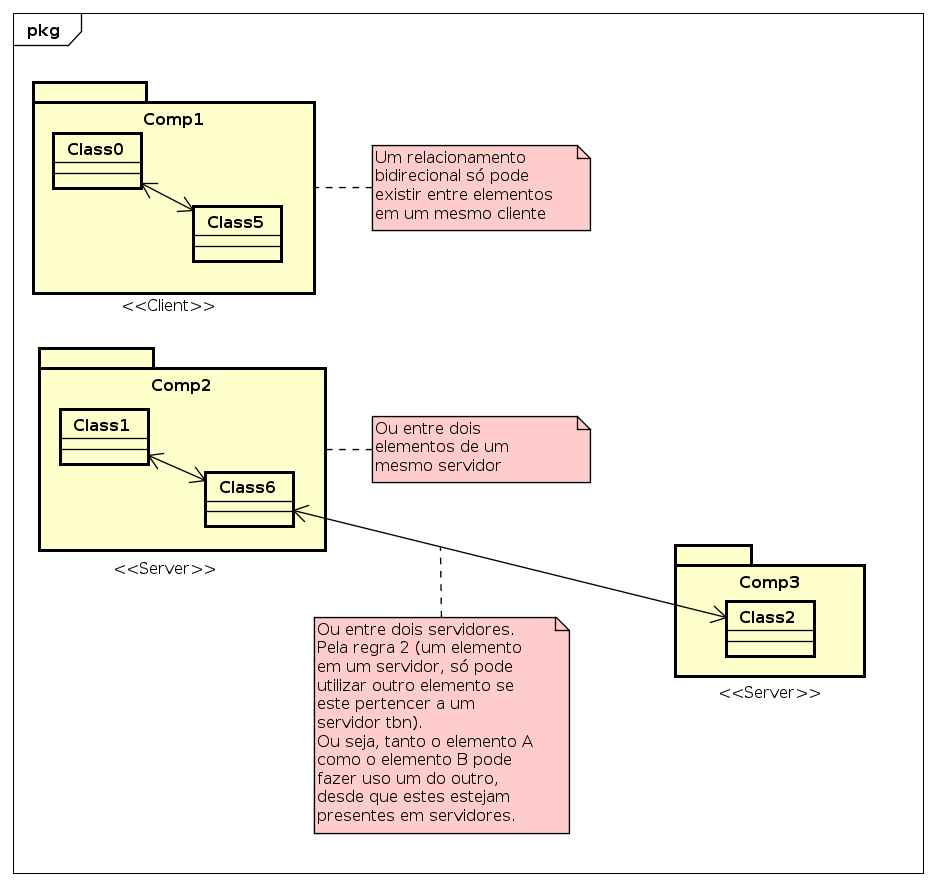 pkg
Comp1
Class0
Class5
<<Client>>
Um relacionamento
bidirecional só pode
existir entre elementos
em um mesmo cliente
Comp2
Class1
Class6
<<Server>>
Ou entre dois
elementos de um
mesmo servidor
Comp3
Class2
<<Server>>
Ou entre dois servidores.
Pela regra 2 (um elemento
em um servidor, só pode
utilizar outro elemento se
este pertencer a um
servidor tbn).
Ou seja, tanto o elemento A
como o elemento B pode
fazer uso um do outro,
desde que estes estejam
presentes em servidores.